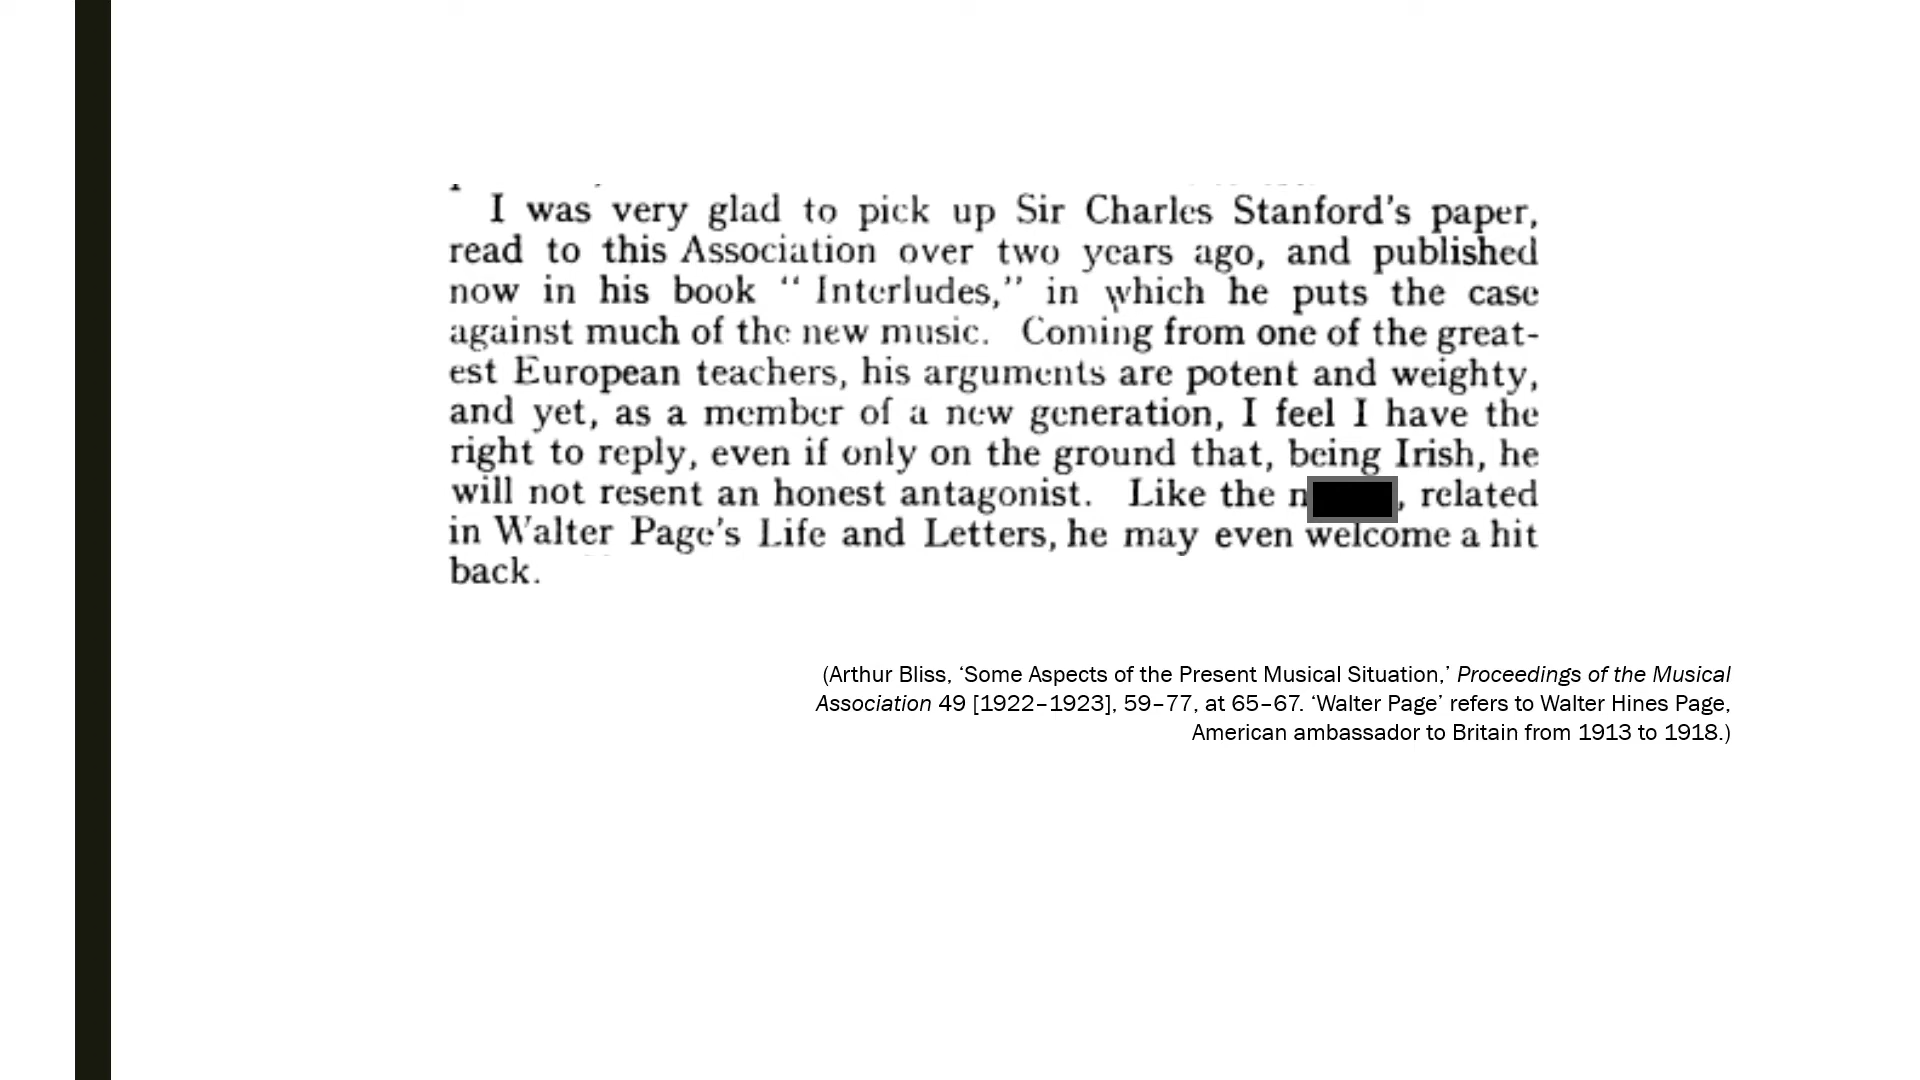 I was very glad to pick up Sir Charles Stanford's paper,
read to this Association over two years ago, and published
now in his book " Interludes," in which he puts the case
against much of the new music. Coming from one of the great-
est European teachers, his arguments are potent and weighty,
and yet, as a member of a new generation, I feel I have the
right to reply, even if only on the ground that, being Irish, he
will not resent an honest antagonist. Like the n , related
in Walter Page's Life and Letters, he may even welcome a hit
back.
(Arthur Bliss, ‘Some Aspects of the Present Musical Situation,’ Proceedings of the Musical
Association 49 [1922–1923], 59–77, at 65–67. ‘Walter Page’ refers to Walter Hines Page,
American ambassador to Britain from 1913 to 1918.)